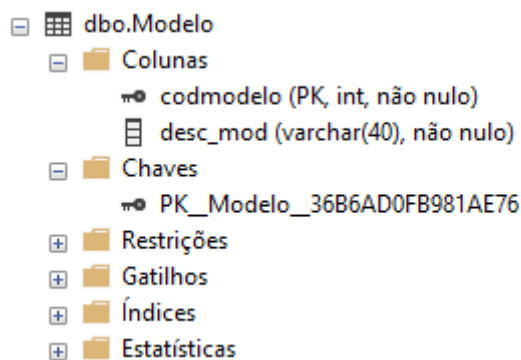 dbo.Modelo
Colunas
codmodelo (PK, int, não nulo)
desc_mod (varchar(40), não nulo)
Chaves
PK__Modelo__36B6AD0FB981AE76
Restrições
Gatilhos
Índices
Estatísticas